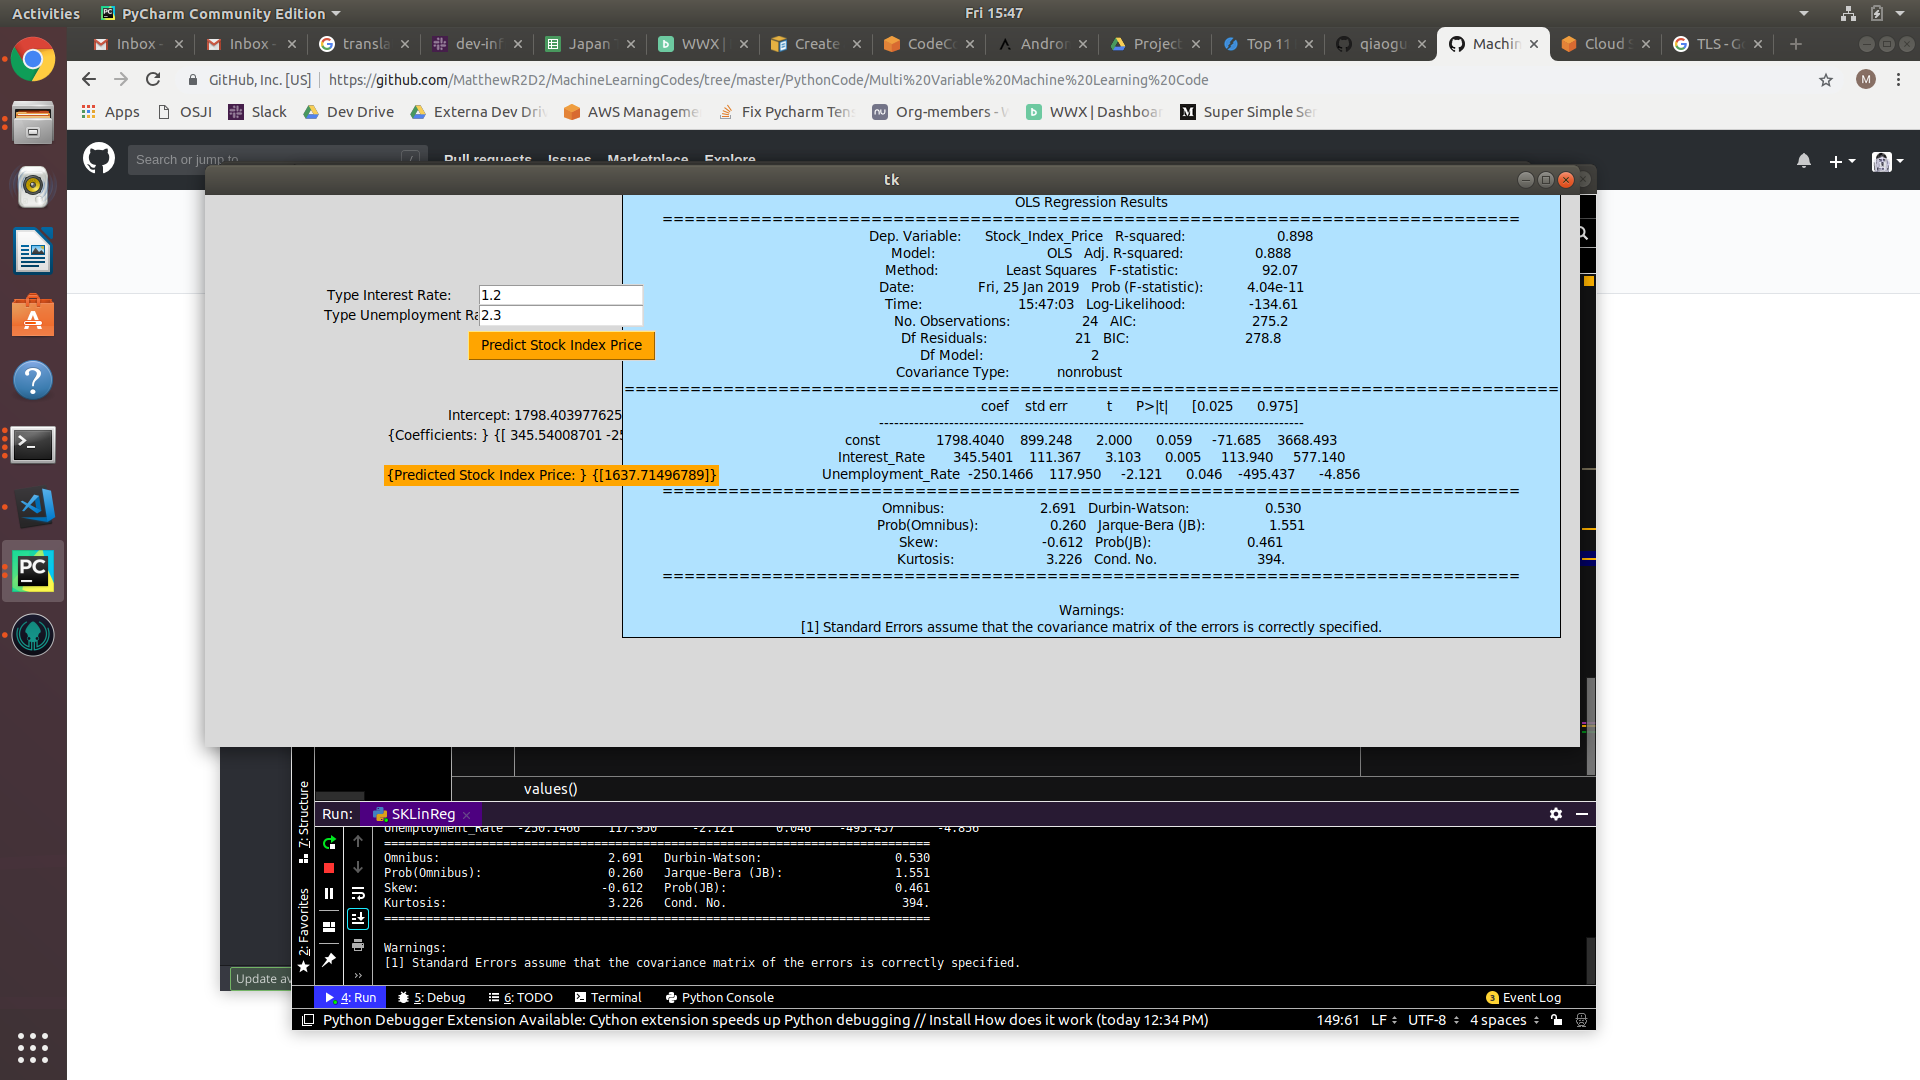 Activities PyCharm Community Edition Fri 15:47
Inbox - Inbox - transla dev-inf Japan WWX | Create CodeCo Andro Project Top 11 qiaogu Machin Cloud S TLS - Go
GitHub, Inc. [US] https://github.com/MatthewR2D2/MachineLearningCodes/tree/master/PythonCode/Multi%20Variable%20Machine%20Learning%20Code M
Apps OSJI Slack Dev Drive Externa Dev Driv AWS Manageme Fix Pycharm Tens Org-members - W WWX | Dashboar Super Simple Ser
Search or jump to Pull requests Issues Marketplace Explore
tk
OLS Regression Results
==============================================================================
Dep. Variable: Stock_Index_Price R-squared: 0.898
Model: OLS Adj. R-squared: 0.888
Method: Least Squares F-statistic: 92.07
Date: Fri, 25 Jan 2019 Prob (F-statistic): 4.04e-11
Time: 15:47:03 Log-Likelihood: -134.61
No. Observations: 24 AIC: 275.2
Df Residuals: 21 BIC: 278.8
Df Model: 2
Covariance Type: nonrobust
=====================================================================================
coef std err t P>|t| [0.025 0.975]
-------------------------------------------------------------------------------------
const 1798.4040 899.248 2.000 0.059 -71.685 3668.493
Interest_Rate 345.5401 111.367 3.103 0.005 113.940 577.140
Unemployment_Rate -250.1466 117.950 -2.121 0.046 -495.437 -4.856
==============================================================================
Omnibus: 2.691 Durbin-Watson: 0.530
Prob(Omnibus): 0.260 Jarque-Bera (JB): 1.551
Skew: -0.612 Prob(JB): 0.461
Kurtosis: 3.226 Cond. No. 394.
==============================================================================
Warnings:
[1] Standard Errors assume that the covariance matrix of the errors is correctly specified.
Type Interest Rate: 1.2
Type Unemployment Ra 2.3
Predict Stock Index Price
Intercept: 1798.403977625
{Coefficients: } {[ 345.54008701 -25
{Predicted Stock Index Price: } {[1637.71496789]}
values()
Run: SKLinReg
Unemployment_Rate -250.1466 117.950 -2.121 0.046 -495.437 -4.856
==============================================================================
Omnibus: 2.691 Durbin-Watson: 0.530
Prob(Omnibus): 0.260 Jarque-Bera (JB): 1.551
Skew: -0.612 Prob(JB): 0.461
Kurtosis: 3.226 Cond. No. 394.
==============================================================================
Warnings:
[1] Standard Errors assume that the covariance matrix of the errors is correctly specified.
7: Structure
2: Favorites
Update av
4: Run 5: Debug 6: TODO Terminal Python Console 3 Event Log
Python Debugger Extension Available: Cython extension speeds up Python debugging // Install How does it work (today 12:34 PM) 149:61 LF UTF-8 4 spaces